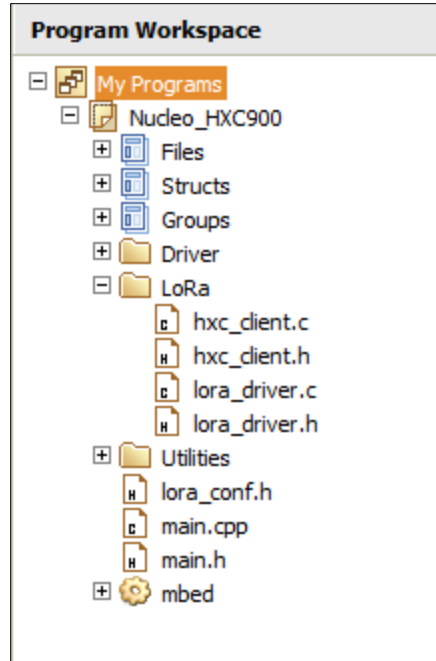 Program Workspace
My Programs
Nucleo_HXC900
Files
Structs
Groups
Driver
LoRa
hxc_client.c
hxc_client.h
lora_driver.c
lora_driver.h
Utilities
lora_conf.h
main.cpp
main.h
mbed